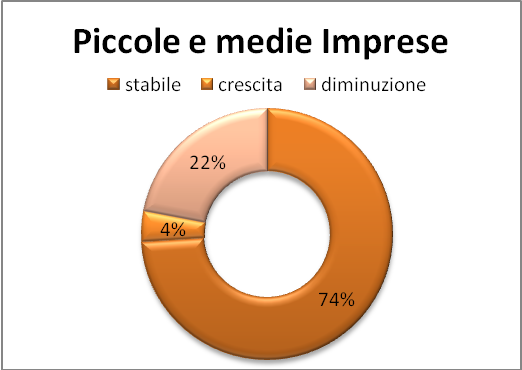 Piccole e medie Imprese
stabile crescita diminuzione
22%
4%
74%